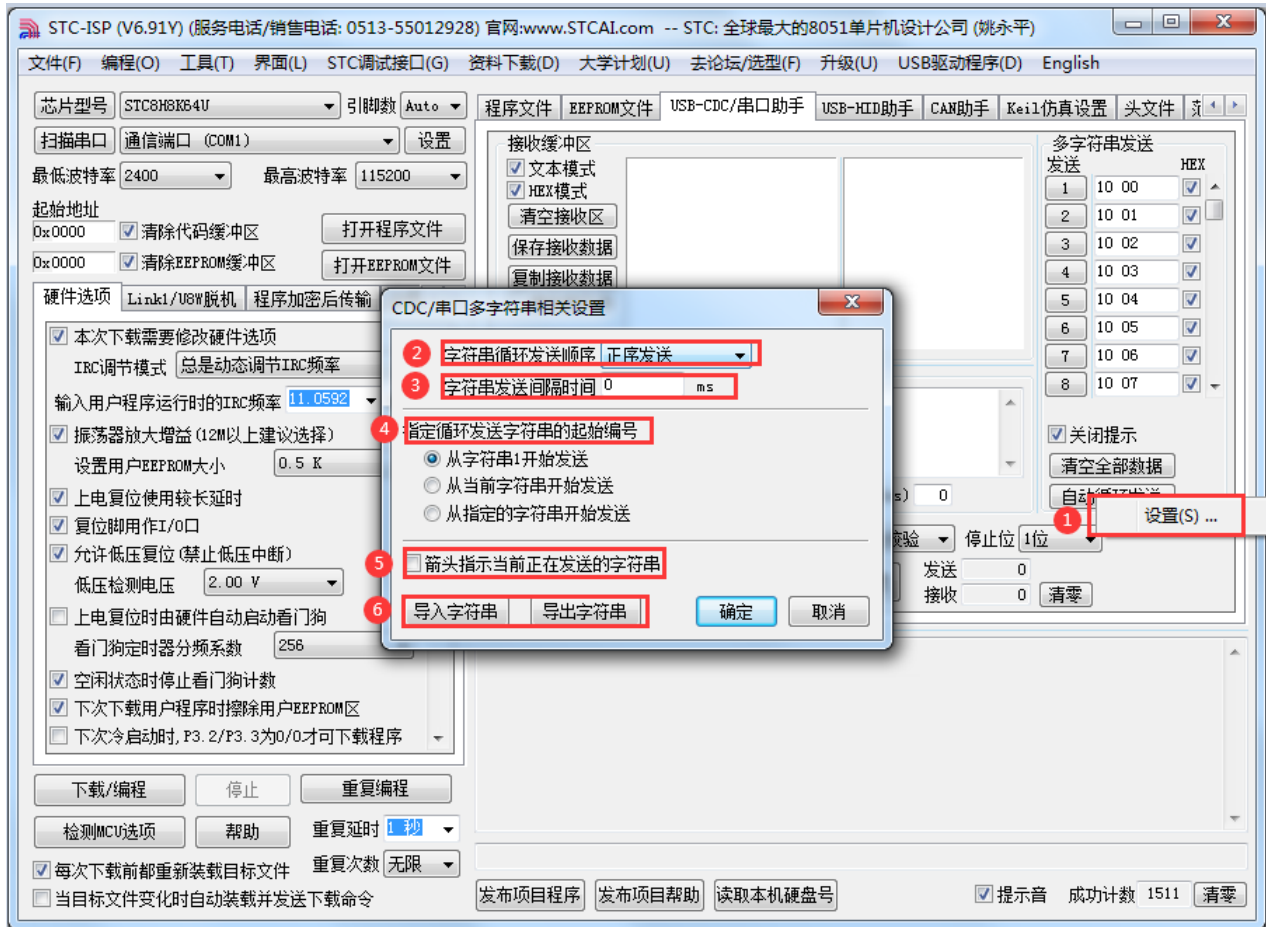 STC-ISP (V6.91Y) (服务电话/销售电话: 0513-55012928) 官网:www.STCAI.com -- STC: 全球最大的8051单片机设计公司 (姚永平)
文件(F) 编程(O) 工具(T) 界面(L) STC调试接口(G) 资料下载(D) 大学计划(U) 去论坛/选型(F) 升级(U) USB驱动程序(D) English
芯片型号 STC8H8K64U 引脚数 Auto
扫描串口 通信端口 (COM1) 设置
最低波特率 2400 最高波特率 115200
起始地址
0x0000 清除代码缓冲区 打开程序文件
0x0000 清除EEPROM缓冲区 打开EEPROM文件
硬件选项 Link1/U8W脱机 程序加密后传输
本次下载需要修改硬件选项
IRC调节模式 总是动态调节IRC频率
输入用户程序运行时的IRC频率 11.0592
振荡器放大增益(12M以上建议选择)
设置用户EEPROM大小 0.5 K
上电复位使用较长延时
复位脚用作I/O口
允许低压复位(禁止低压中断)
低压检测电压 2.00 V
上电复位时由硬件自动启动看门狗
看门狗定时器分频系数 256
空闲状态时停止看门狗计数
下次下载用户程序时擦除用户EEPROM区
下次冷启动时,P3.2/P3.3为0/0才可下载程序
下载/编程 停止 重复编程
检测MCU选项 帮助 重复延时 1 秒
每次下载前都重新装载目标文件 重复次数 无限
当目标文件变化时自动装载并发送下载命令
程序文件 EEPROM文件 USB-CDC/串口助手 USB-HID助手 CAN助手 Keil仿真设置 头文件
接收缓冲区
文本模式
HEX模式
清空接收区
保存接收数据
复制接收数据
多字符串发送
发送 HEX
1 10 00
2 10 01
3 10 02
4 10 03
5 10 04
6 10 05
7 10 06
8 10 07
关闭提示
清空全部数据
s) 0 自动循环发送
1 设置(S) ...
校验 停止位 1位
发送 0
接收 0 清零
CDC/串口多字符串相关设置
2 字符串循环发送顺序 正序发送
3 字符串发送间隔时间 0 ms
4 指定循环发送字符串的起始编号
从字符串1开始发送
从当前字符串开始发送
从指定的字符串开始发送
5 箭头指示当前正在发送的字符串
6 导入字符串 导出字符串 确定 取消
发布项目程序 发布项目帮助 读取本机硬盘号 提示音 成功计数 1511 清零